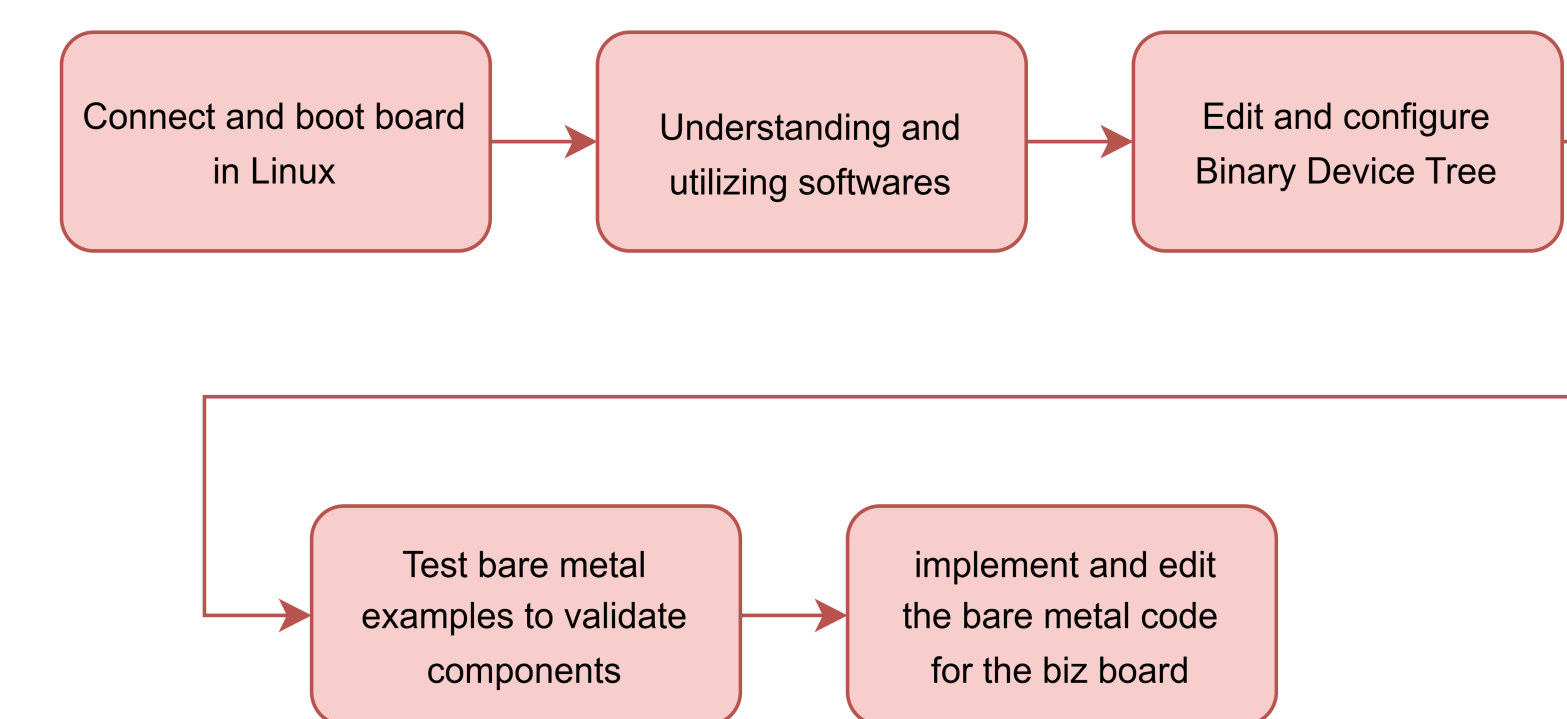 Connect and boot board
in Linux
Understanding and
utilizing softwares
Edit and configure
Binary Device Tree
Test bare metal
examples to validate
components
implement and edit
the bare metal code
for the biz board